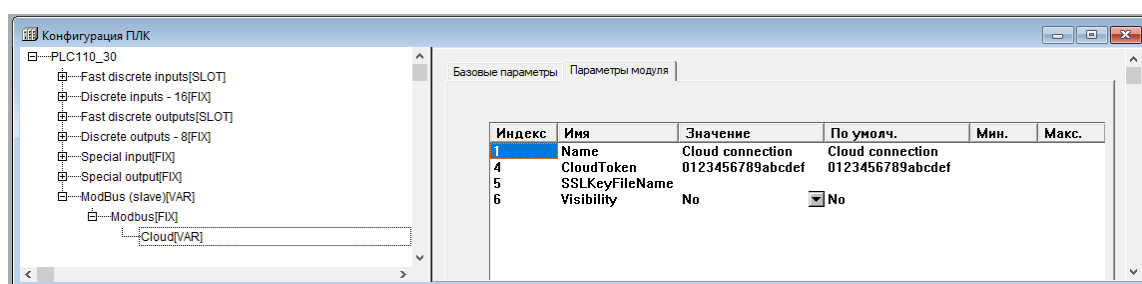 Конфигурация ПЛК
PLC110_30
Fast discrete inputs[SLOT]
Discrete inputs - 16[FIX]
Fast discrete outputs[SLOT]
Discrete outputs - 8[FIX]
Special input[FIX]
Special output[FIX]
ModBus (slave)[VAR]
Modbus[FIX]
Cloud[VAR]
Базовые параметры Параметры модуля
Индекс Имя Значение По умолч. Мин. Макс.
1 Name Cloud connection Cloud connection
4 CloudToken 0123456789abcdef 0123456789abcdef
5 SSLKeyFileName
6 Visibility No No